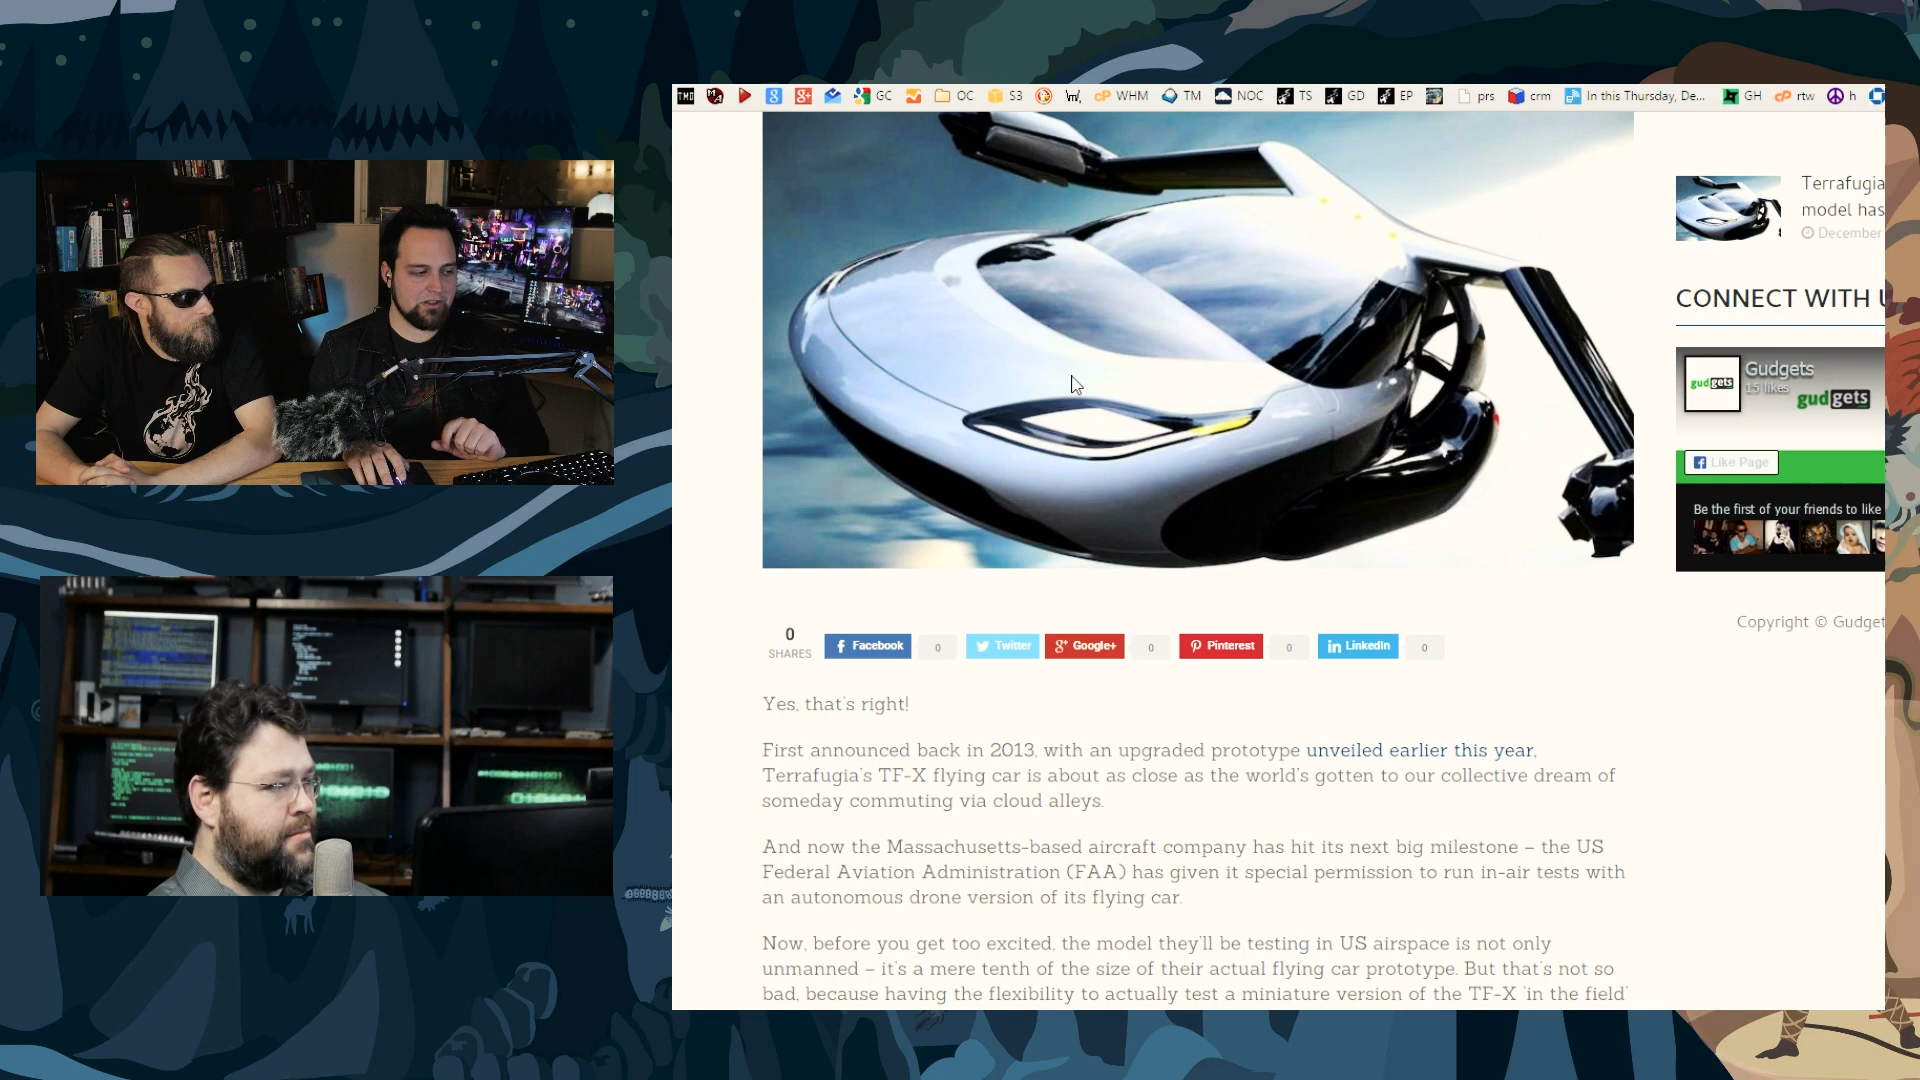 TMD
GC
OC
S3
\m/,
WHM
TM
NOC
TS
GD
EP
prs
crm
In this Thursday, De...
GH
rtw
h
Terrafugia
model has
December
CONNECT WITH
Gudgets
15 likes
gudgets
gudgets
Like Page
Be the first of your friends to like
Copyright © Gudget
0
SHARES
Facebook
0
Twitter
Google+
0
Pinterest
0
LinkedIn
0
Yes, that's right!
First announced back in 2013, with an upgraded prototype unveiled earlier this year,
Terrafugia's TF-X flying car is about as close as the world's gotten to our collective dream of
someday commuting via cloud alleys.
And now the Massachusetts-based aircraft company has hit its next big milestone – the US
Federal Aviation Administration (FAA) has given it special permission to run in-air tests with
an autonomous drone version of its flying car.
Now, before you get too excited, the model they'll be testing in US airspace is not only
unmanned – it's a mere tenth of the size of their actual flying car prototype. But that's not so
bad, because having the flexibility to actually test a miniature version of the TF-X 'in the field'